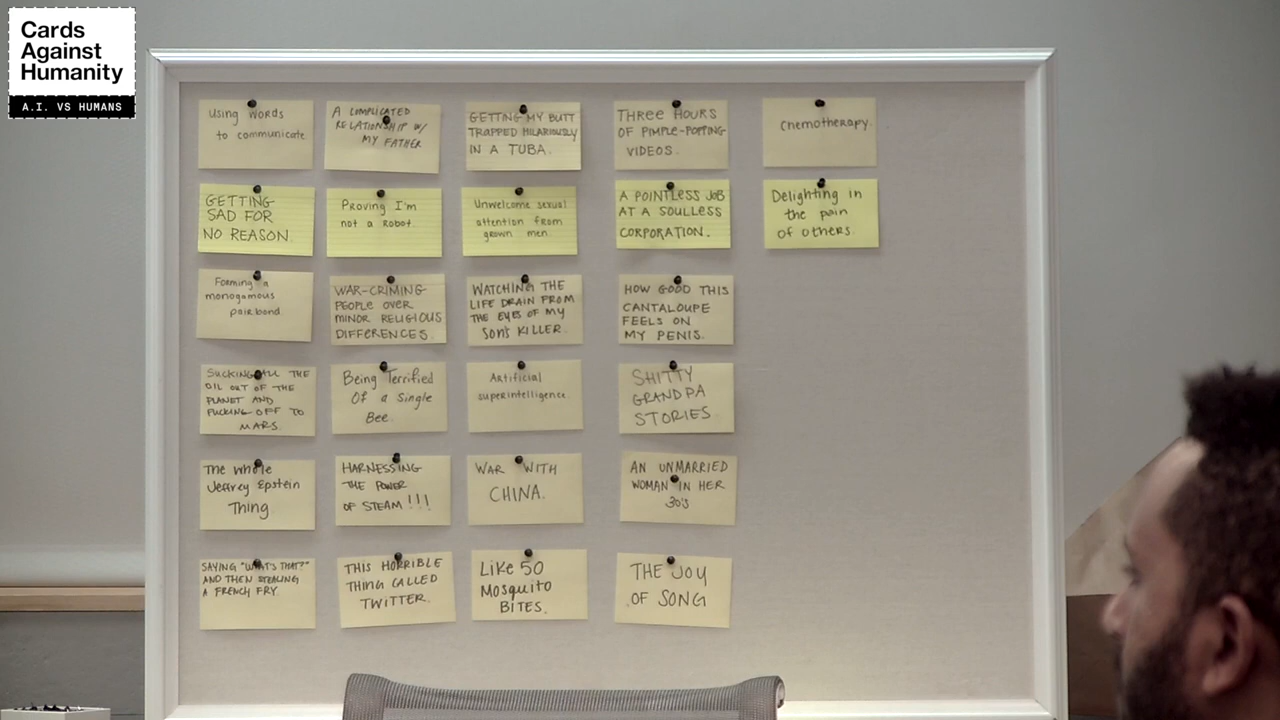 Cards
Against
Humanity
A.I. VS HUMANS
Using words
to communicate
A COMPLICATED
RELATIONSHIP W/
MY FATHER
GETTING MY BUTT
TRAPPED HILARIOUSLY
IN A TUBA.
THREE HOURS
OF PIMPLE-POPPING
VIDEOS.
Chemotherapy.
GETTING
SAD FOR
NO REASON.
Proving I'm
not a robot.
Unwelcome sexual
attention from
grown men.
A POINTLESS JOB
AT A SOULLESS
CORPORATION.
Delighting in
the pain
of others.
Forming a
monogamous
pair bond.
WAR-CRIMING
PEOPLE OVER
MINOR RELIGIOUS
DIFFERENCES.
WATCHING THE
LIFE DRAIN FROM
THE EYES OF MY
SON'S KILLER.
HOW GOOD THIS
CANTALOUPE
FEELS ON
MY PENIS.
SUCKING ALL THE
OIL OUT OF THE
PLANET AND
FUCKING OFF TO
MARS.
Being Terrified
Of a Single
Bee.
Artificial
superintelligence.
SHITTY
GRANDPA
STORIES.
The whole
Jeffrey Epstein
Thing
HARNESSING
THE POWER
OF STEAM!!!
WAR WITH
CHINA.
AN UNMARRIED
WOMAN IN HER
30's
SAYING "WHAT'S THAT?"
AND THEN STEALING
A FRENCH FRY.
THIS HORRIBLE
THING CALLED
TWITTER.
Like 50
Mosquito
BITES.
THE JOY
OF SONG